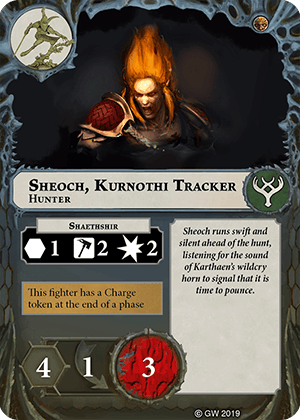 Sheoch, Kurnothi Tracker
Hunter
Shaethshir
1 2 2
This fighter has a Charge
token at the end of a phase
Sheoch runs swift and
silent ahead of the hunt,
listening for the sound
of Karthaen's wildcry
horn to signal that it is
time to pounce.
4 1 3
© GW 2019